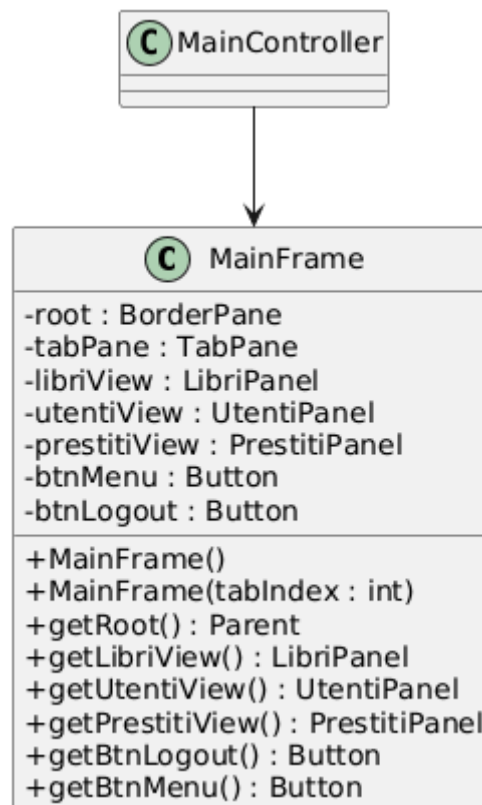 C MainController
C MainFrame
-root : BorderPane
-tabPane : TabPane
-libriView : LibriPanel
-utentiView : UtentiPanel
-prestitiView : PrestitiPanel
-btnMenu : Button
-btnLogout : Button
+MainFrame()
+MainFrame(tabIndex : int)
+getRoot() : Parent
+getLibriView() : LibriPanel
+getUtentiView() : UtentiPanel
+getPrestitiView() : PrestitiPanel
+getBtnLogout() : Button
+getBtnMenu() : Button